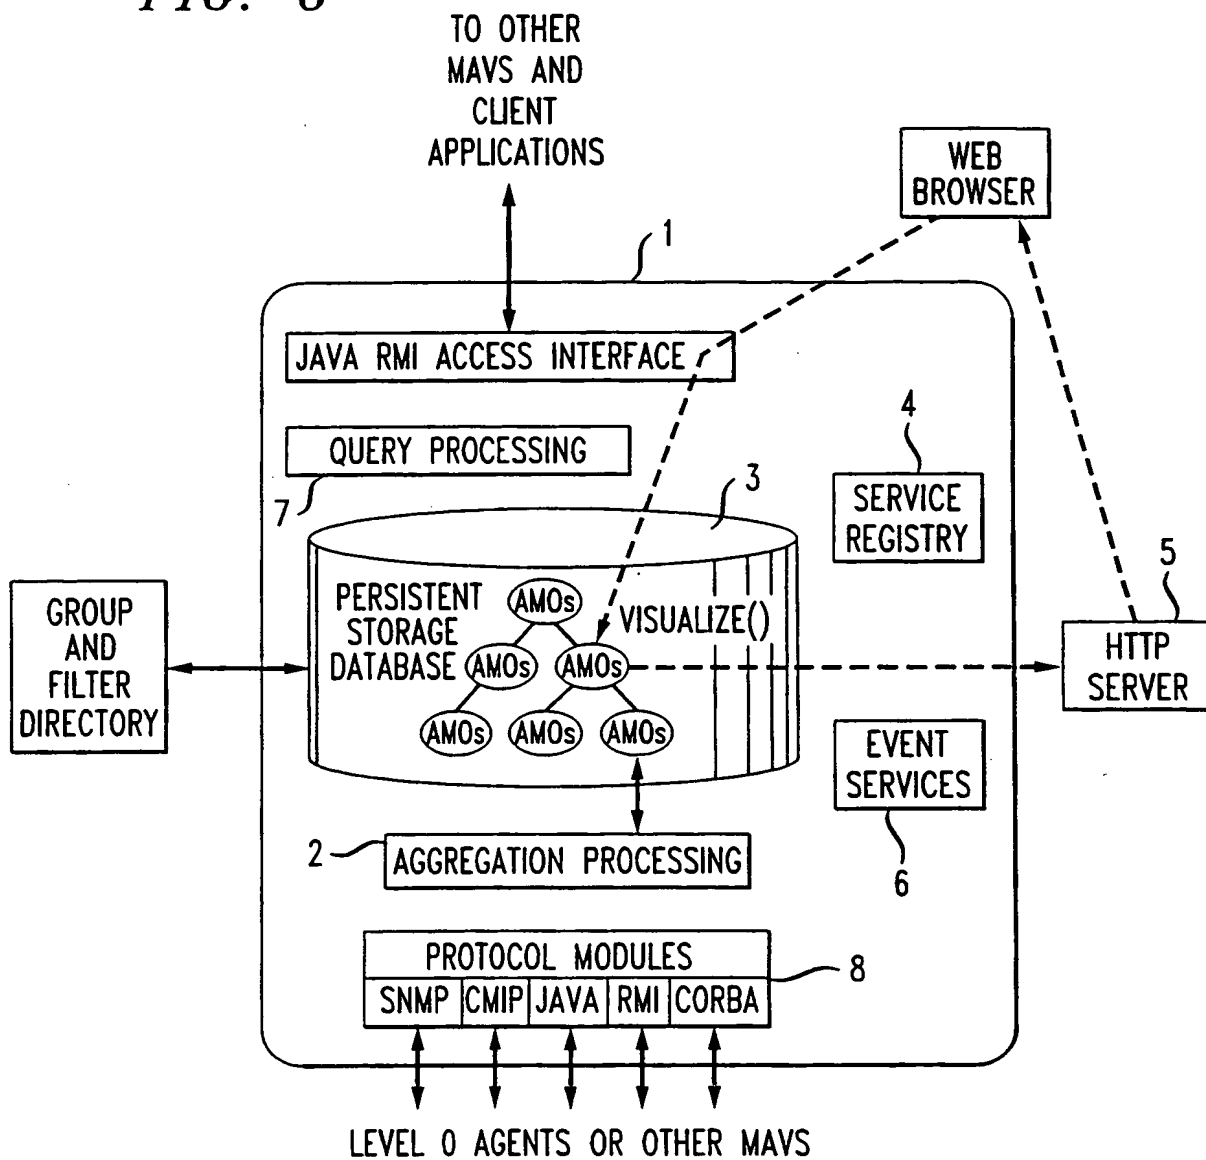 TO OTHER
MAVS AND
CLIENT
APPLICATIONS
WEB
BROWSER
1
JAVA RMI ACCESS INTERFACE
QUERY PROCESSING
7
3
4
SERVICE
REGISTRY
5
HTTP
SERVER
GROUP
AND
FILTER
DIRECTORY
PERSISTENT
STORAGE
DATABASE
AMOs
VISUALIZE()
AMOs
AMOs
AMOs
AMOs
AMOs
EVENT
SERVICES
6
2
AGGREGATION PROCESSING
PROTOCOL MODULES
8
SNMP CMIP JAVA RMI CORBA
LEVEL 0 AGENTS OR OTHER MAVS